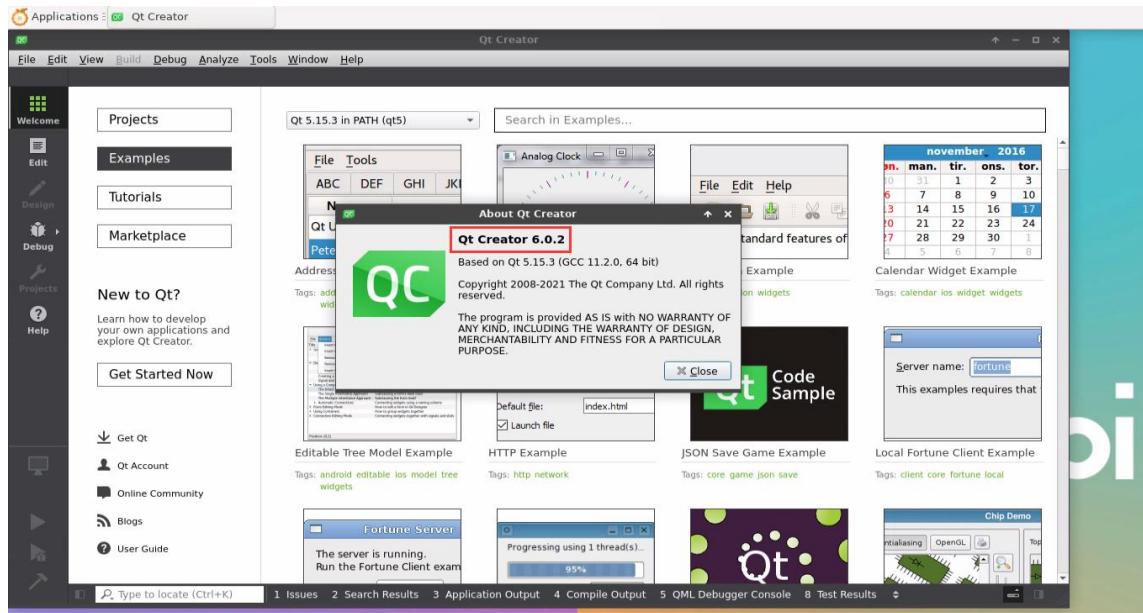 Applications
Qt Creator
Qt Creator
File Edit View Build Debug Analyze Tools Window Help
Welcome
Edit
Design
Debug
Projects
Help
Projects
Examples
Tutorials
Marketplace
New to Qt?
Learn how to develop
your own applications and
explore Qt Creator.
Get Started Now
Get Qt
Qt Account
Online Community
Blogs
User Guide
Qt 5.15.3 in PATH (qt5)
Search in Examples...
File Tools
ABC DEF GHI
Analog Clock
File Edit Help
tandard features of
november 2016
man. tir. ons. tor.
31 1 2 3
7 8 9 10
14 15 16 17
21 22 23 24
28 29 30 1
5 6 7 8
About Qt Creator
QC
Qt Creator 6.0.2
Based on Qt 5.15.3 (GCC 11.2.0, 64 bit)
Copyright 2008-2021 The Qt Company Ltd. All rights
reserved.
The program is provided AS IS with NO WARRANTY OF
ANY KIND, INCLUDING THE WARRANTY OF DESIGN,
MERCHANTABILITY AND FITNESS FOR A PARTICULAR
PURPOSE.
Close
Address
Tags:
Example
widgets
Calendar Widget Example
Tags: calendar ios widget widgets
Default file: index.html
Launch file
Qt Code
Sample
Server name: fortune
This examples requires that
Editable Tree Model Example
Tags: android editable ios model tree
widgets
HTTP Example
Tags: http network
JSON Save Game Example
Tags: core game json save
Local Fortune Client Example
Tags: client core fortune local
Fortune Server
The server is running.
Run the Fortune Client exam
Progressing using 1 thread(s)...
95%
Qt
Chip Demo
ntialiasing OpenGL
Top
pi
Type to locate (Ctrl+K)
1 Issues 2 Search Results 3 Application Output 4 Compile Output 5 QML Debugger Console 8 Test Results